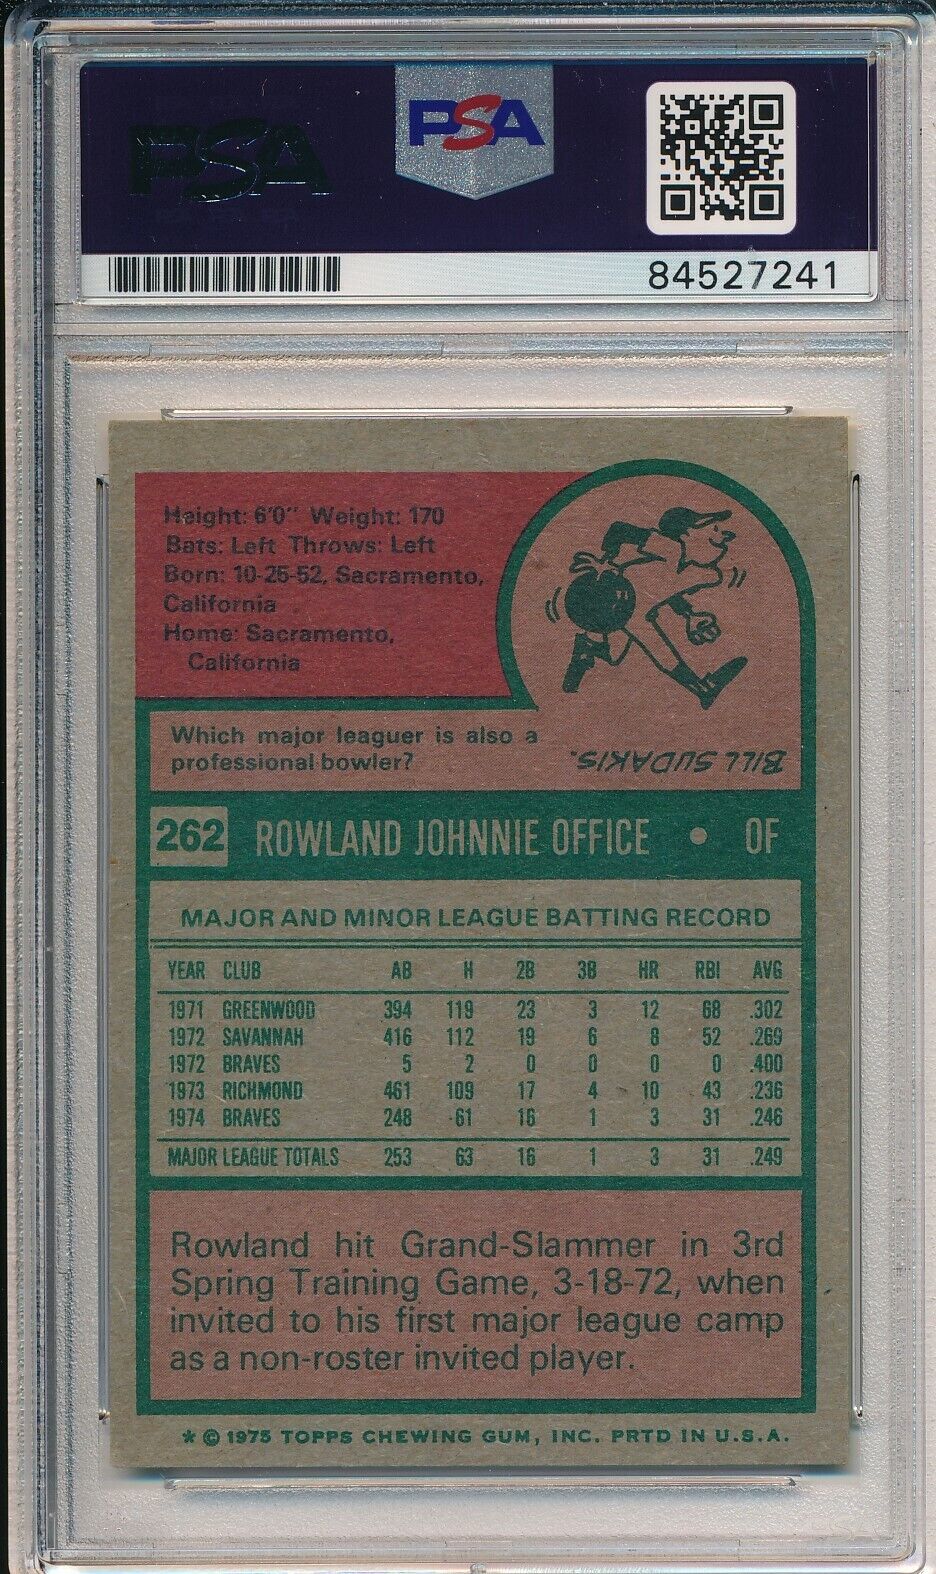 PSA
PSA
84527241
Height: 6'0" Weight: 170
Bats: Left Throws: Left
Born: 10-25-52, Sacramento,
California
Home: Sacramento,
California
Which major leaguer is also a
professional bowler?
BILL SUDAKIS.
262 ROWLAND JOHNNIE OFFICE • OF
MAJOR AND MINOR LEAGUE BATTING RECORD
YEAR CLUB AB H 2B 3B HR RBI AVG
1971 GREENWOOD 394 119 23 3 12 68 .302
1972 SAVANNAH 416 112 19 6 8 52 .269
1972 BRAVES 5 2 0 0 0 0 .400
1973 RICHMOND 461 109 17 4 10 43 .236
1974 BRAVES 248 61 16 1 3 31 .246
MAJOR LEAGUE TOTALS 253 63 16 1 3 31 .249
Rowland hit Grand-Slammer in 3rd
Spring Training Game, 3-18-72, when
invited to his first major league camp
as a non-roster invited player.
* © 1975 TOPPS CHEWING GUM, INC. PRTD IN U.S.A.